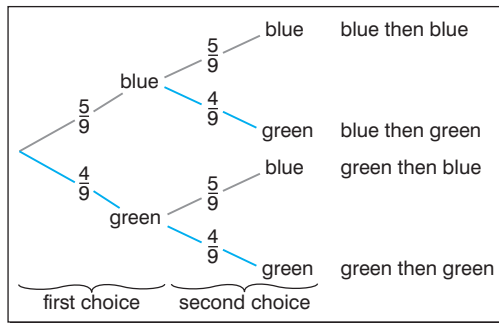 blue blue then blue
5/9
blue
5/9
4/9
green blue then green
blue green then blue
4/9
5/9
green
4/9
green green then green
first choice second choice